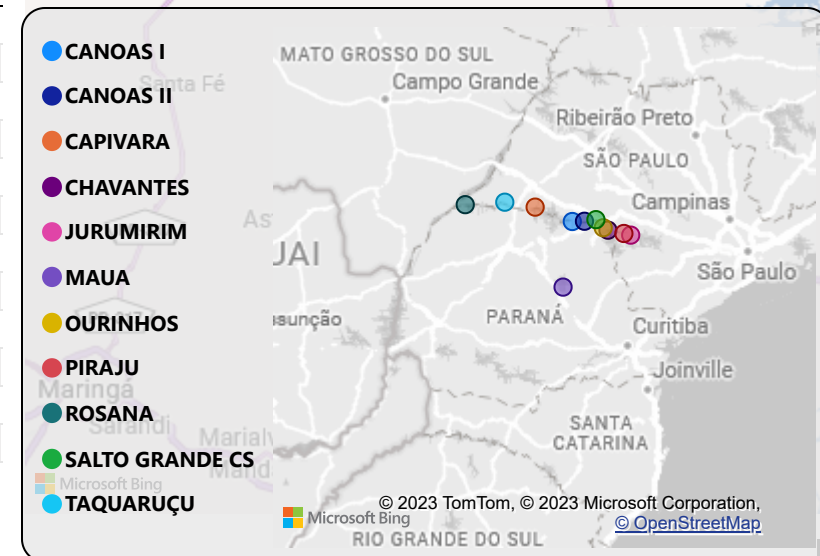 CANOAS I
CANOAS II
CAPIVARA
CHAVANTES
JURUMIRIM
MAUA
OURINHOS
PIRAJU
ROSANA
SALTO GRANDE CS
TAQUARUÇU
Santa Fé
Maringá
Sarandi
Microsoft Bing
MATO GROSSO DO SUL
Campo Grande
Ribeirão Preto
SÃO PAULO
Campinas
São Paulo
UAI
PARANÁ
Curitiba
Joinville
SANTA
CATARINA
© 2023 TomTom, © 2023 Microsoft Corporation,
Microsoft Bing
© OpenStreetMap
RIO GRANDE DO SUL